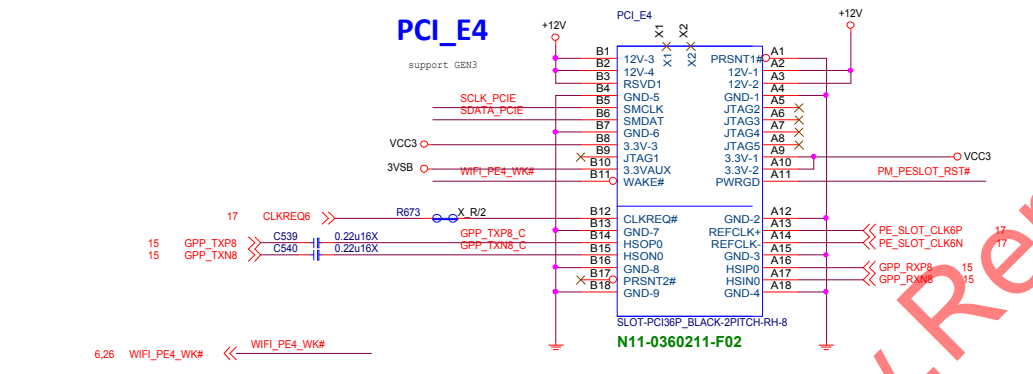 PCI_E4
support GEN3
+12V
PCI_E4
X1
X2
+12V
X1
X2
B1 12V-3 PRSNT1# A1
B2 12V-4 12V-1 A2
B3 RSVD1 12V-2 A3
B4 GND-5 GND-1 A4
SCLK_PCIE B5 SMCLK JTAG2 A5
SDATA_PCIE B6 SMDAT JTAG3 A6
B7 GND-6 JTAG4 A7
VCC3 B8 3.3V-3 JTAG5 A8
B9 JTAG1 3.3V-1 A9 VCC3
3VSB B10 3.3VAUX 3.3V-2 A10
WIFI_PE4_WK# B11 WAKE# PWRGD A11 PM_PESLOT_RST#
17 CLKREQ6 R673 X_R/2 B12 CLKREQ# GND-2 A12
B13 GND-7 REFCLK+ A13 PE_SLOT_CLK6P 17
15 GPP_TXP8 C539 0.22u16X GPP_TXP8_C B14 HSOP0 REFCLK- A14 PE_SLOT_CLK6N 17
15 GPP_TXN8 C540 0.22u16X GPP_TXN8_C B15 HSON0 GND-3 A15
B16 GND-8 HSIP0 A16 GPP_RXP8 15
B17 PRSNT2# HSIN0 A17 GPP_RXN8 15
B18 GND-9 GND-4 A18
SLOT-PCI36P_BLACK-2PITCH-RH-8
N11-0360211-F02
6,26 WIFI_PE4_WK# WIFI_PE4_WK#